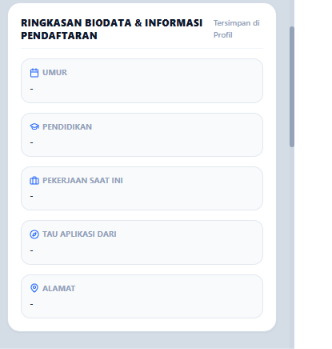 RINGKASAN BIODATA & INFORMASI
PENDAFTARAN
Tersimpan di
Profil
UMUR
-
PENDIDIKAN
-
PEKERJAAN SAAT INI
-
TAU APLIKASI DARI
-
ALAMAT
-